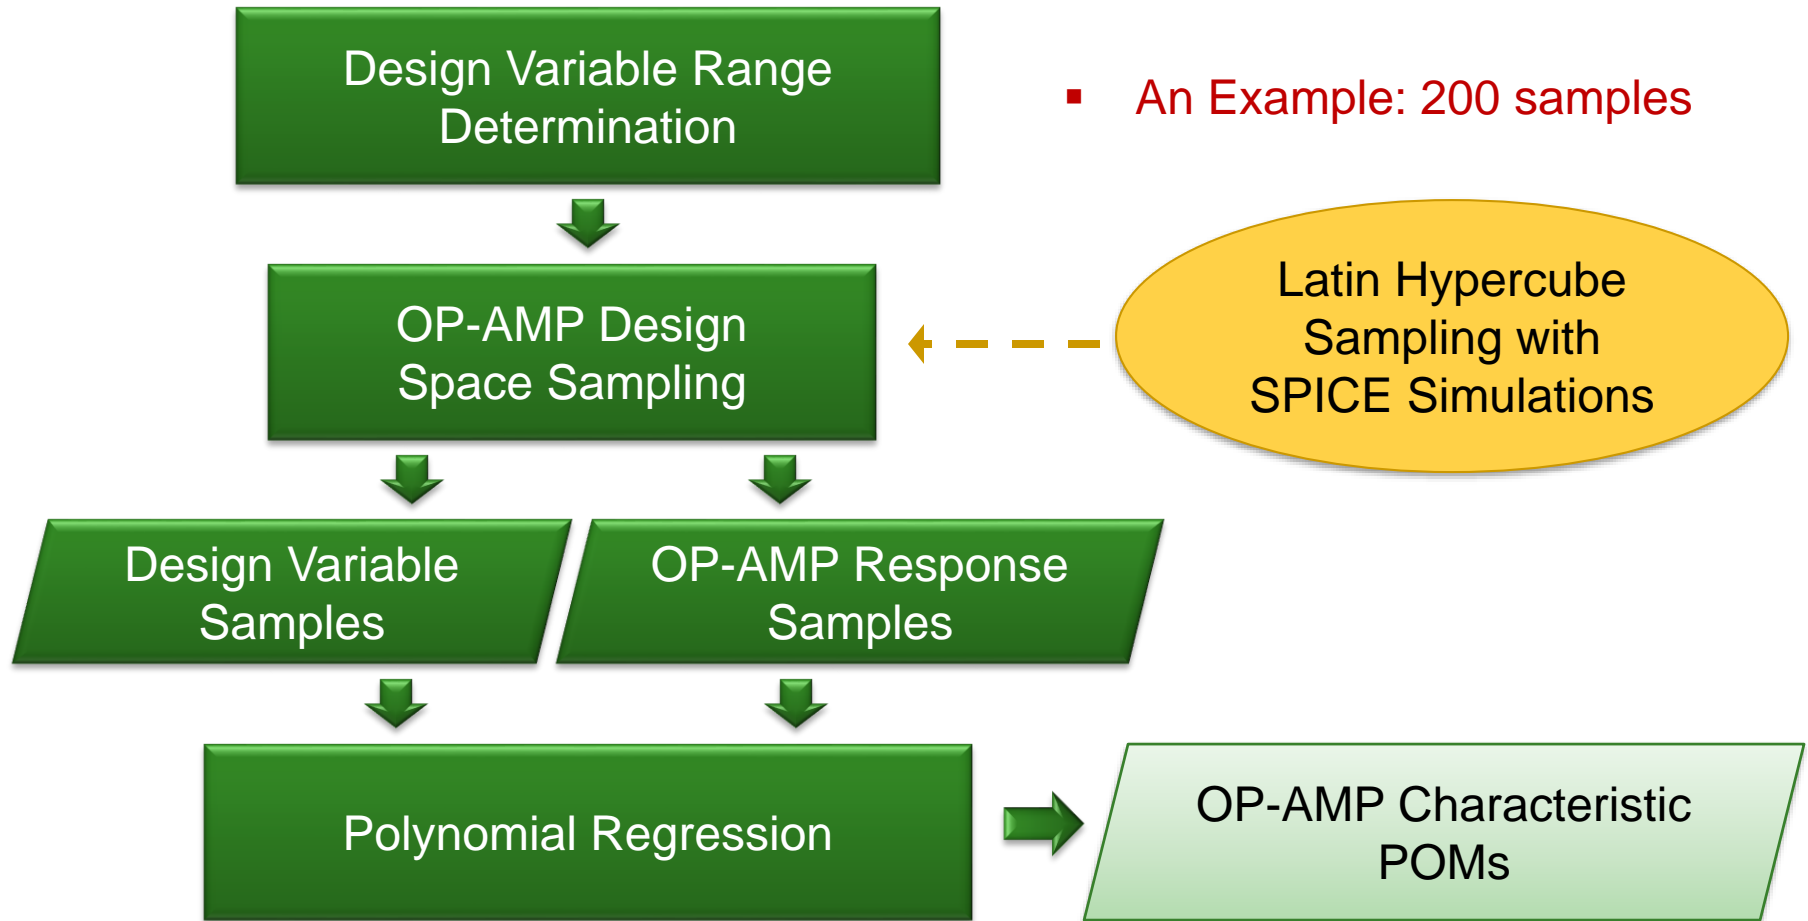 Design Variable Range
Determination
▪ An Example: 200 samples
OP-AMP Design
Space Sampling
Latin Hypercube
Sampling with
SPICE Simulations
Design Variable
Samples
OP-AMP Response
Samples
Polynomial Regression
OP-AMP Characteristic
POMs